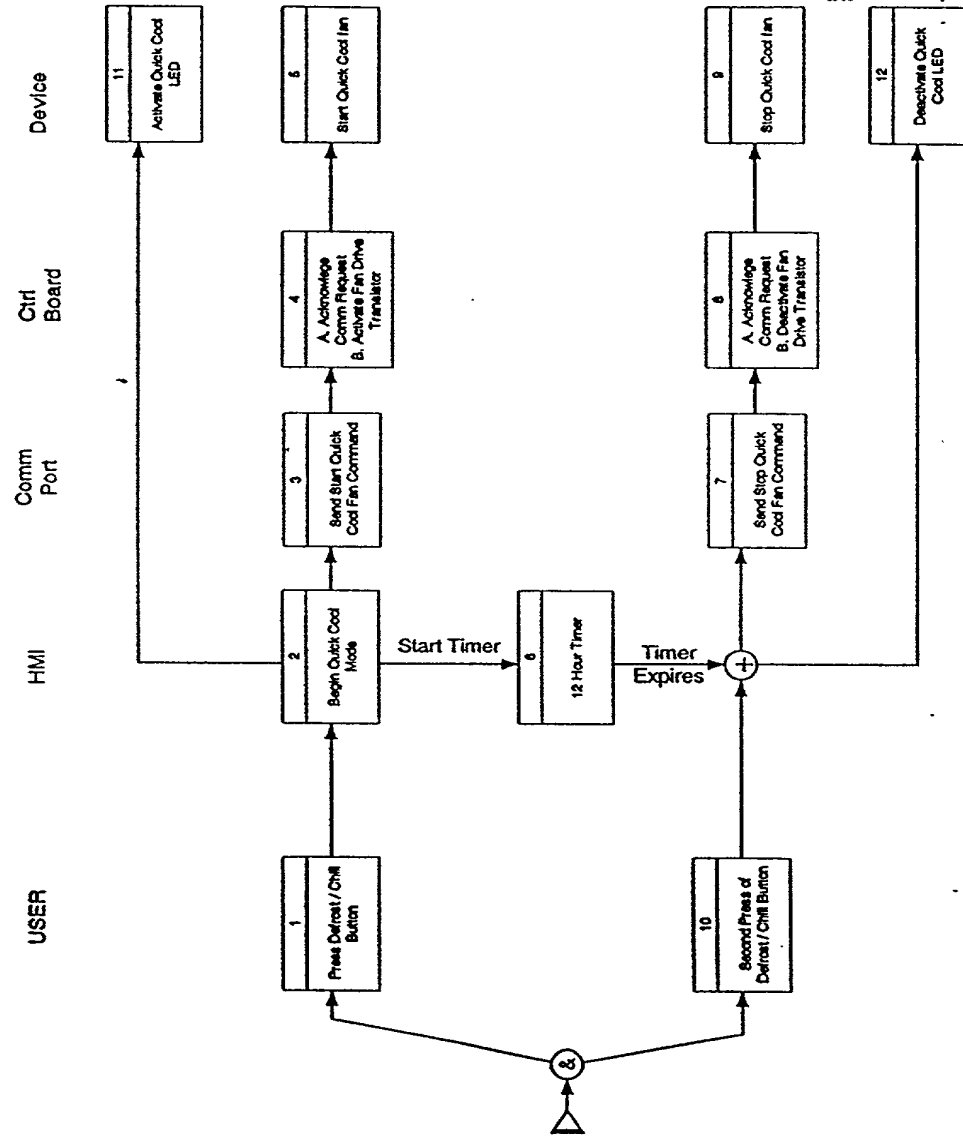 USER
HMI
Comm
Port
Ctrl
Board
Device
11
Activate Quick Cool
LED
1
Press Defrost / Chill
Button
2
Begin Quick Cool
Mode
3
Send Start Quick
Cool Fan Command
4
A. Acknowlege
Comm Request
B. Activate Fan Drive
Transistor
5
Start Quick Cool fan
Start Timer
6
12 Hour Timer
Timer
Expires
&
+
10
Second Press of
Defrost / Chill Button
7
Send Stop Quick
Cool Fan Command
8
A. Acknowlege
Comm Request
B. Deactivate Fan
Drive Transistor
9
Stop Quick Cool fan
12
Deactivate Quick
Cool LED